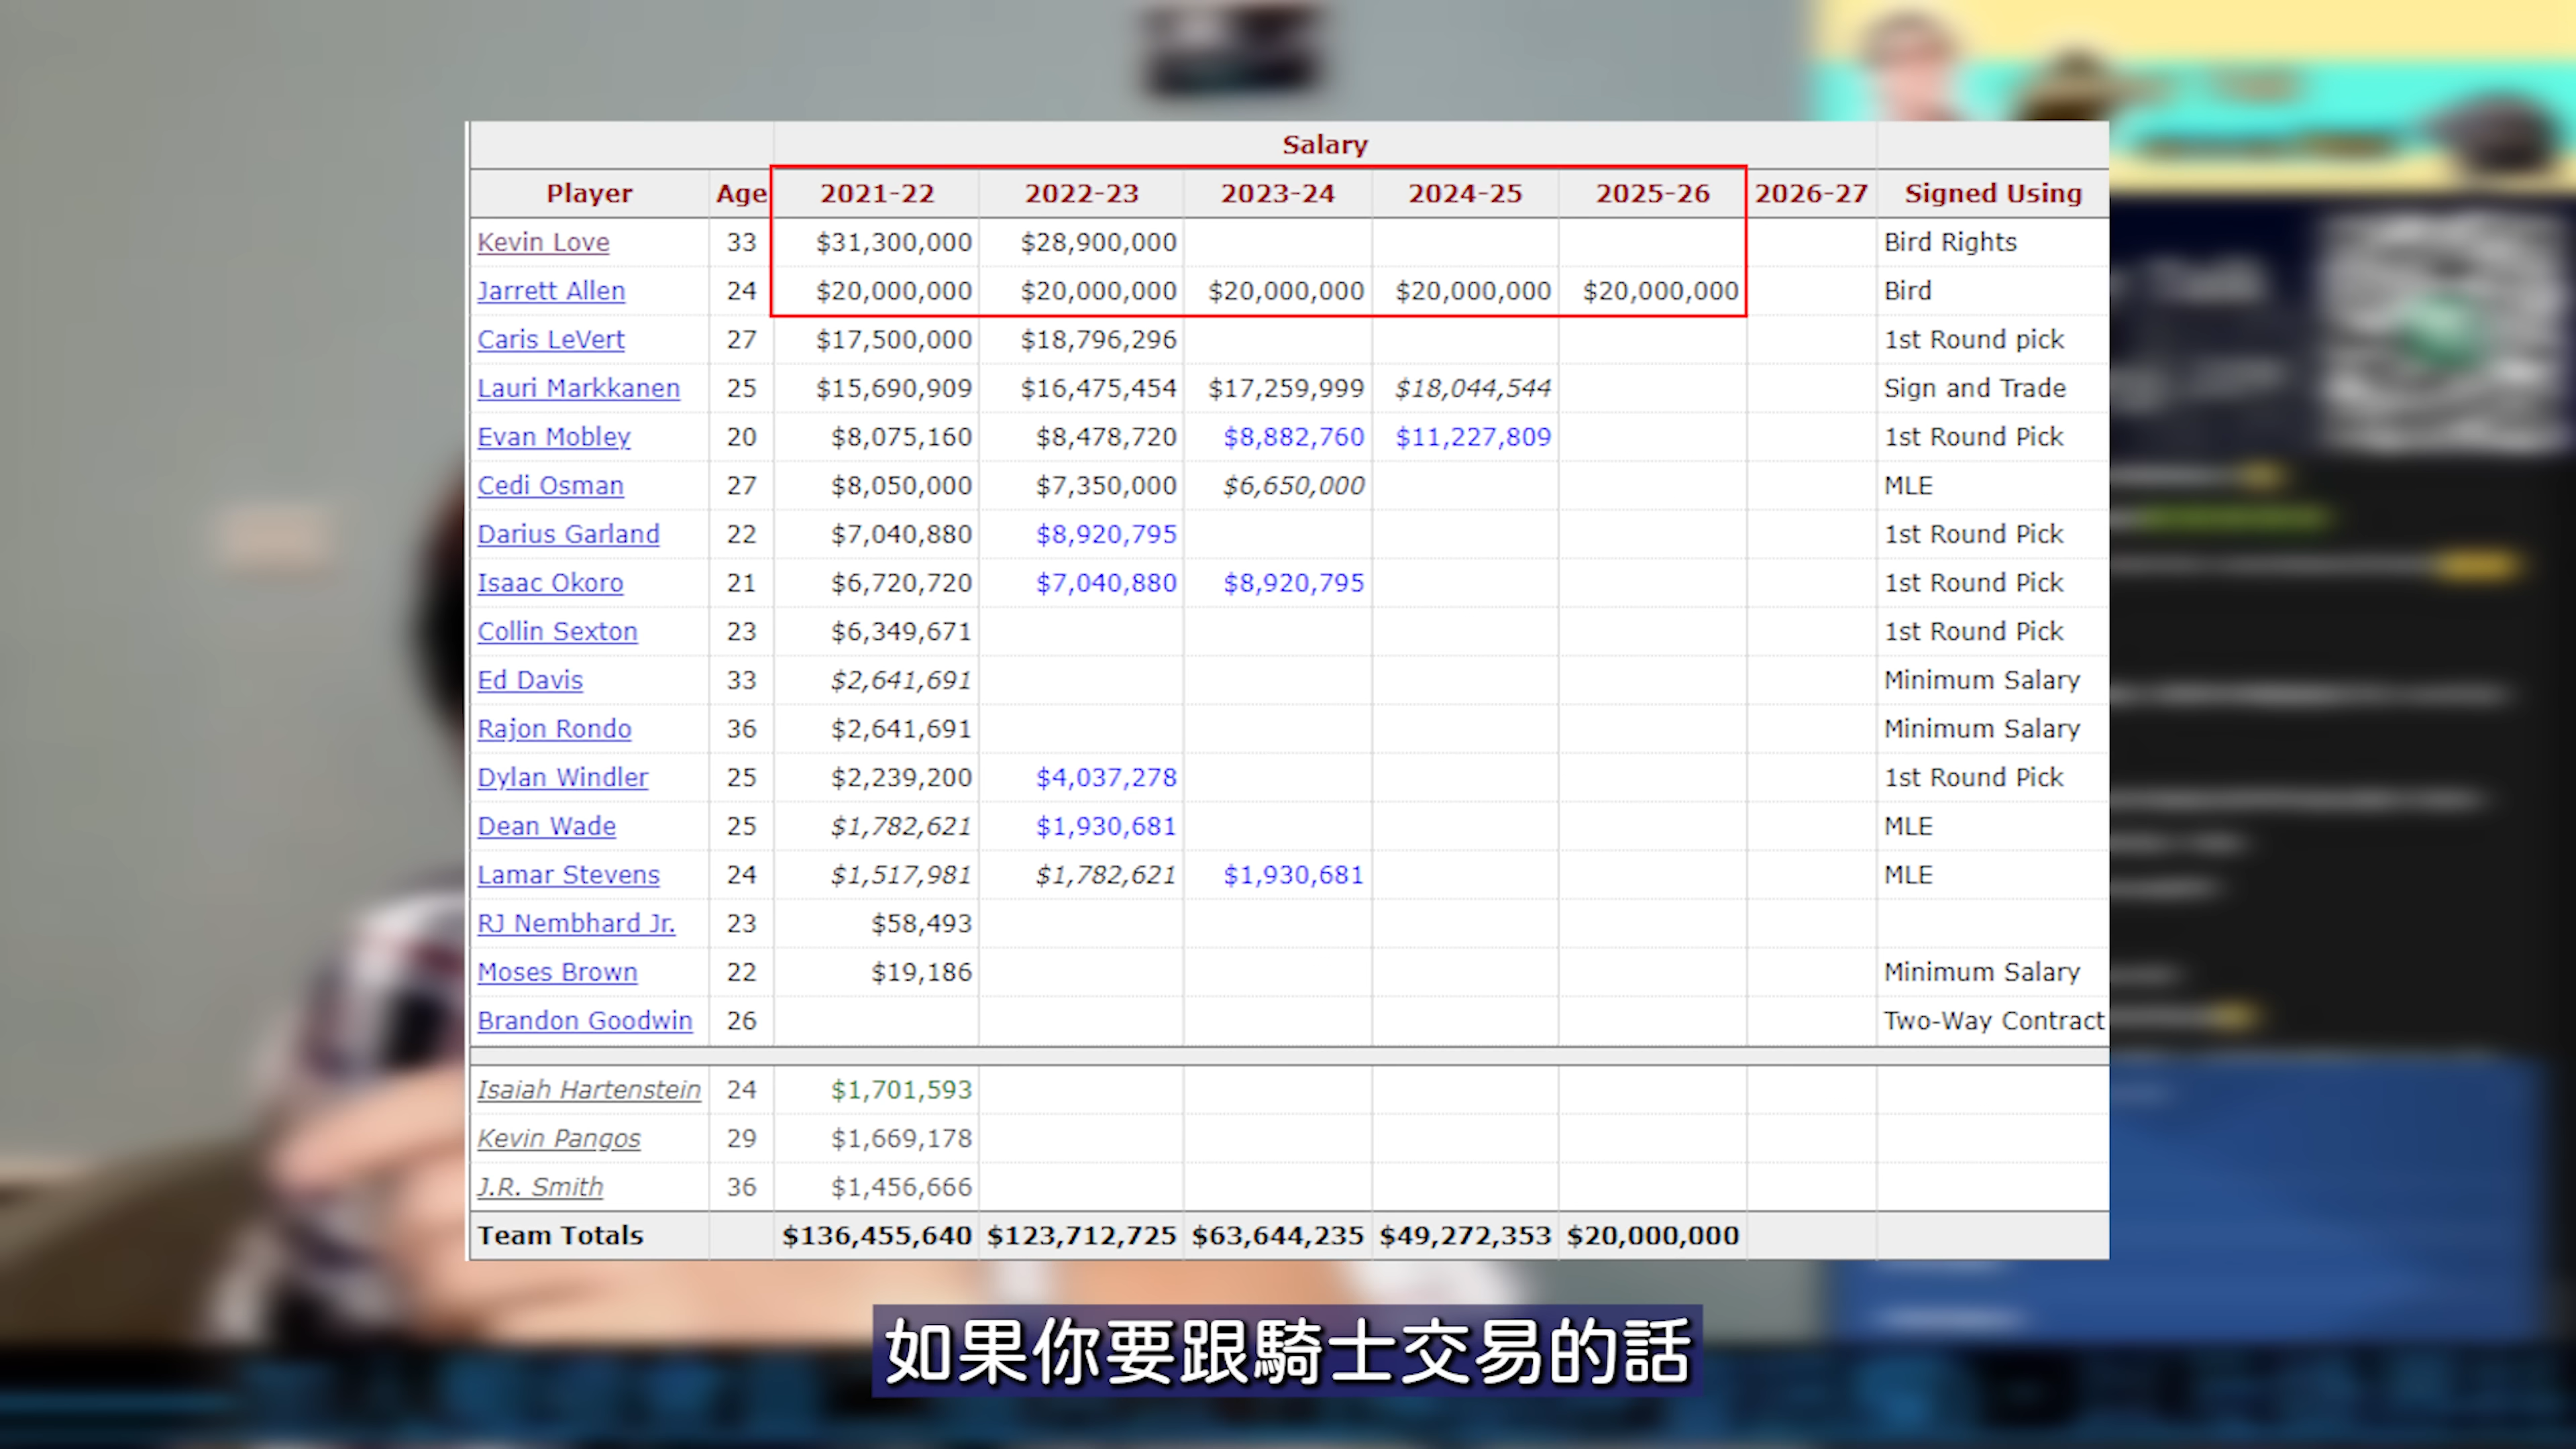 Salary
Player Age 2021-22 2022-23 2023-24 2024-25 2025-26 2026-27 Signed Using
Kevin Love 33 $31,300,000 $28,900,000 Bird Rights
Jarrett Allen 24 $20,000,000 $20,000,000 $20,000,000 $20,000,000 $20,000,000 Bird
Caris LeVert 27 $17,500,000 $18,796,296 1st Round pick
Lauri Markkanen 25 $15,690,909 $16,475,454 $17,259,999 $18,044,544 Sign and Trade
Evan Mobley 20 $8,075,160 $8,478,720 $8,882,760 $11,227,809 1st Round Pick
Cedi Osman 27 $8,050,000 $7,350,000 $6,650,000 MLE
Darius Garland 22 $7,040,880 $8,920,795 1st Round Pick
Isaac Okoro 21 $6,720,720 $7,040,880 $8,920,795 1st Round Pick
Collin Sexton 23 $6,349,671 1st Round Pick
Ed Davis 33 $2,641,691 Minimum Salary
Rajon Rondo 36 $2,641,691 Minimum Salary
Dylan Windler 25 $2,239,200 $4,037,278 1st Round Pick
Dean Wade 25 $1,782,621 $1,930,681 MLE
Lamar Stevens 24 $1,517,981 $1,782,621 $1,930,681 MLE
RJ Nembhard Jr. 23 $58,493
Moses Brown 22 $19,186 Minimum Salary
Brandon Goodwin 26 Two-Way Contract
Isaiah Hartenstein 24 $1,701,593
Kevin Pangos 29 $1,669,178
J.R. Smith 36 $1,456,666
Team Totals $136,455,640 $123,712,725 $63,644,235 $49,272,353 $20,000,000
如果你要跟騎士交易的話